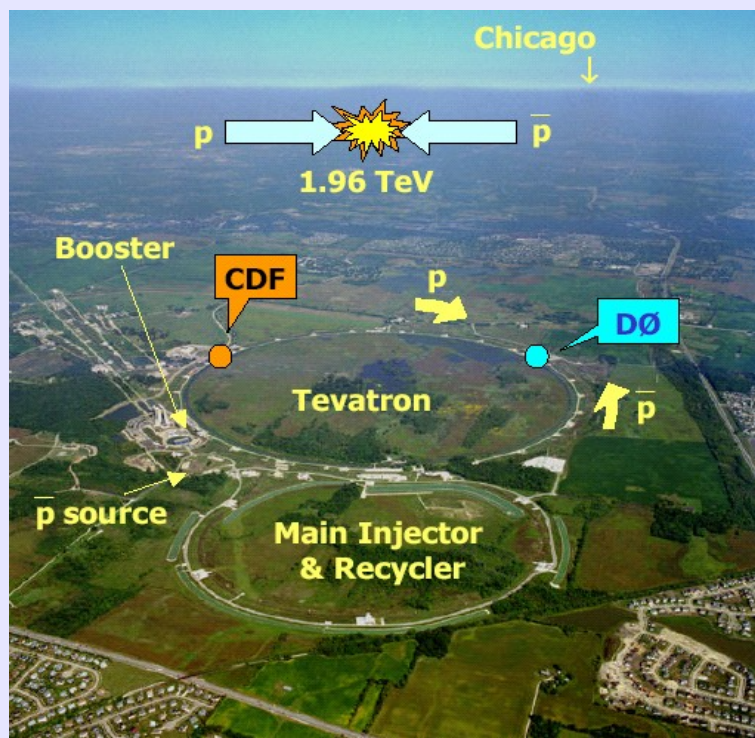 Chicago
↓
p
p̅
1.96 TeV
Booster
CDF
p
DØ
Tevatron
p̅
p̅ source
Main Injector
& Recycler